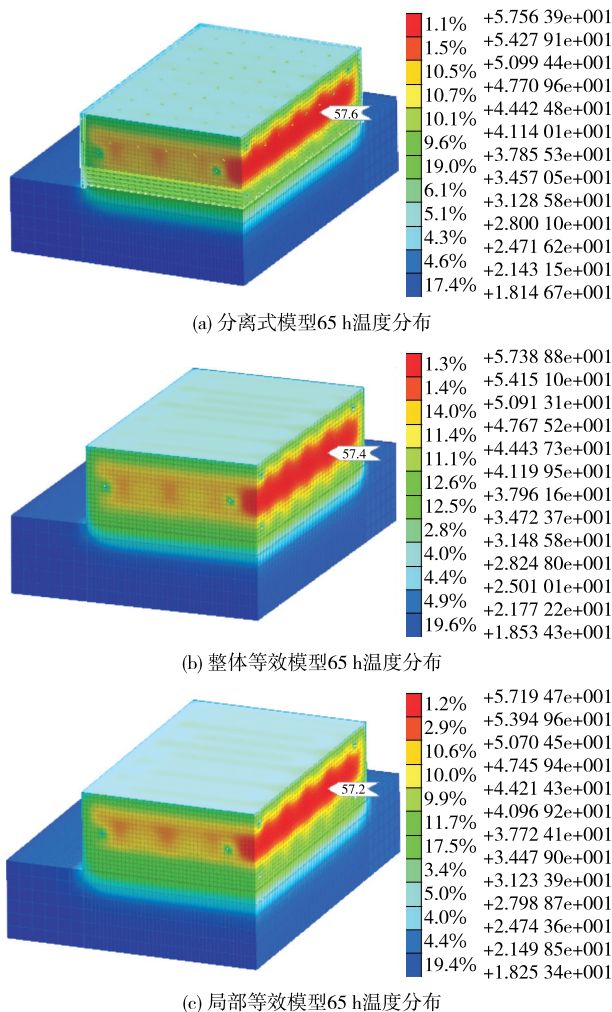 1.1%
1.5%
10.5%
10.7%
10.1%
9.6%
19.0%
6.1%
5.1%
4.3%
4.6%
17.4%
+5.756 39e+001
+5.427 91e+001
+5.099 44e+001
+4.770 96e+001
+4.442 48e+001
+4.114 01e+001
+3.785 53e+001
+3.457 05e+001
+3.128 58e+001
+2.800 10e+001
+2.471 62e+001
+2.143 15e+001
+1.814 67e+001
57.6
(a) 分离式模型65 h温度分布
1.3%
1.4%
14.0%
11.4%
11.1%
12.6%
12.5%
2.8%
4.0%
4.4%
4.9%
19.6%
+5.738 88e+001
+5.415 10e+001
+5.091 31e+001
+4.767 52e+001
+4.443 73e+001
+4.119 95e+001
+3.796 16e+001
+3.472 37e+001
+3.148 58e+001
+2.824 80e+001
+2.501 01e+001
+2.177 22e+001
+1.853 43e+001
57.4
(b) 整体等效模型65 h温度分布
1.2%
2.9%
10.6%
10.0%
9.9%
11.7%
17.5%
3.4%
5.0%
4.0%
4.4%
19.4%
+5.719 47e+001
+5.394 96e+001
+5.070 45e+001
+4.745 94e+001
+4.421 43e+001
+4.096 92e+001
+3.772 41e+001
+3.447 90e+001
+3.123 39e+001
+2.798 87e+001
+2.474 36e+001
+2.149 85e+001
+1.825 34e+001
57.2
(c) 局部等效模型65 h温度分布